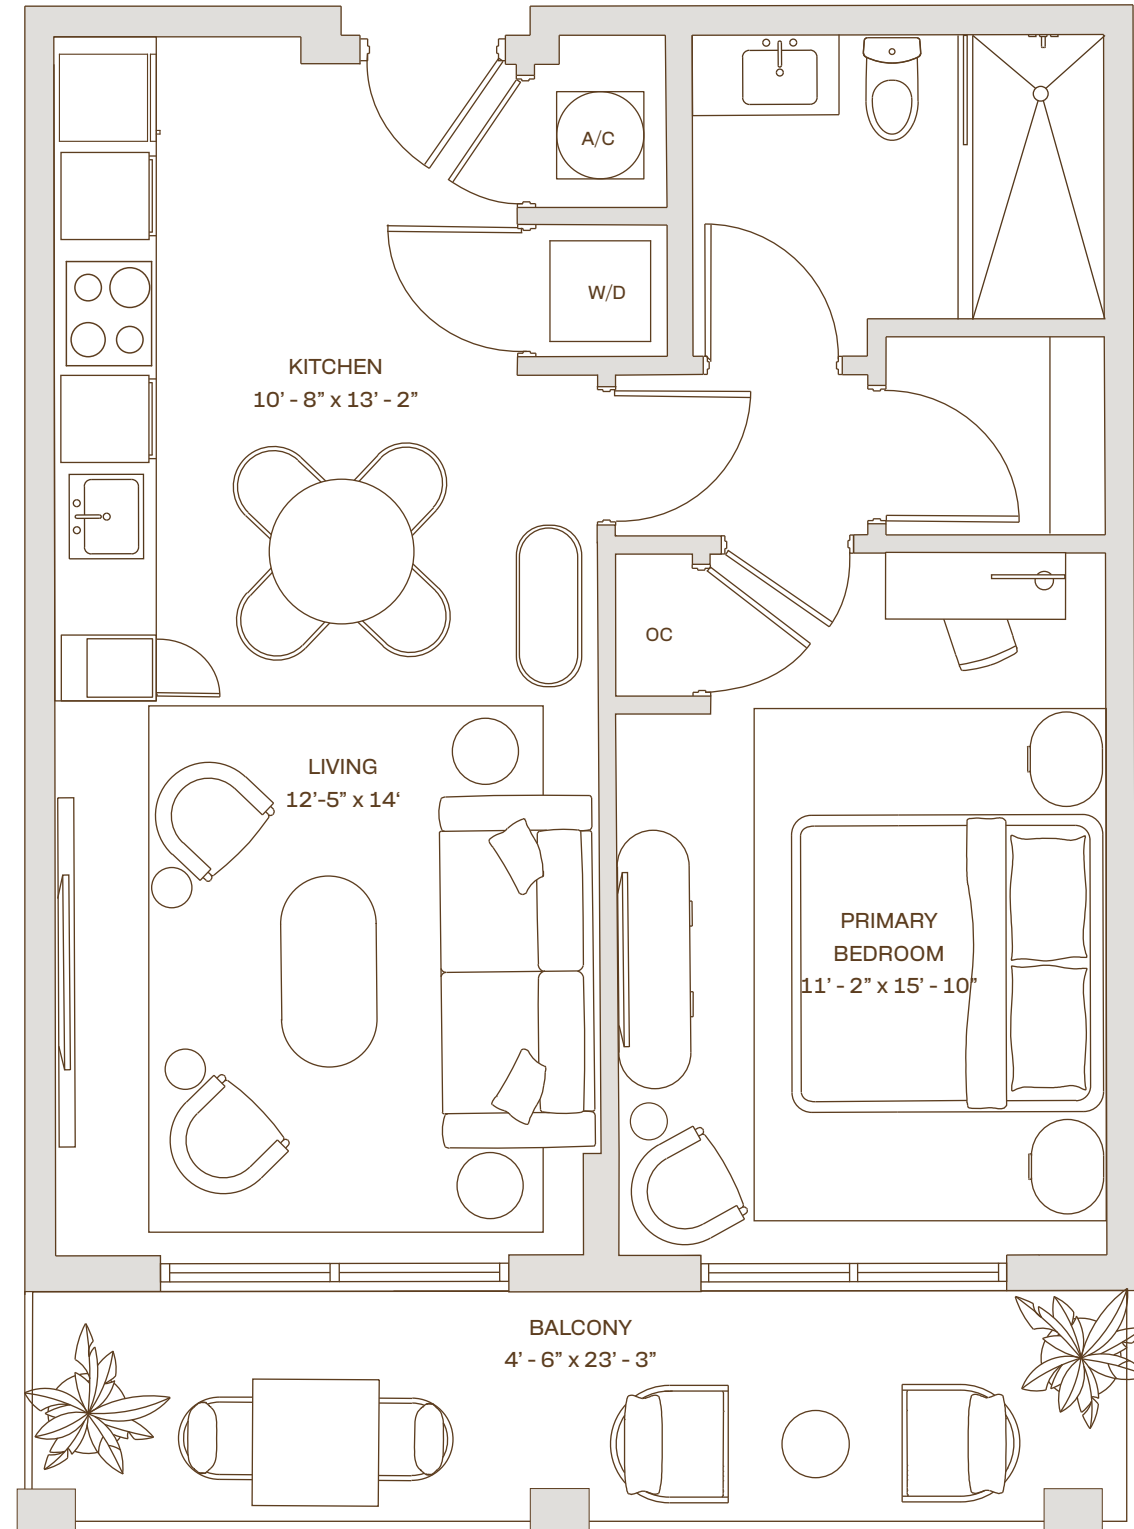 A/C
W/D
KITCHEN
10’ - 8” x 13’ - 2”
OC
LIVING
12’-5” x 14‘
PRIMARY
BEDROOM
11’ - 2” x 15’ - 10”
BALCONY
4’ - 6” x 23’ - 3”